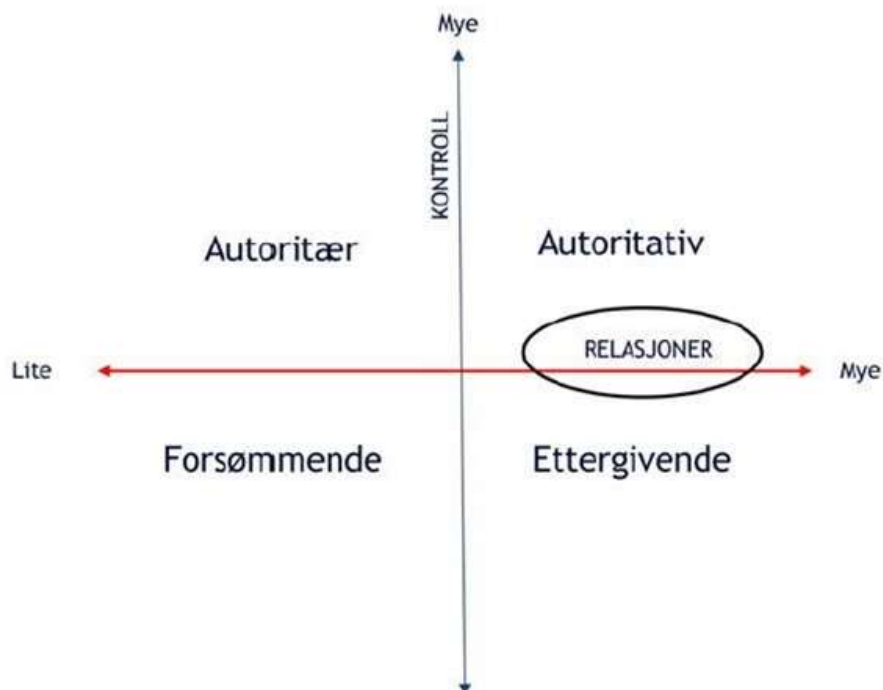 Mye
KONTROLL
Autoritær
Autoritativ
RELASJONER
Lite
Mye
Forsømmende
Ettergivende